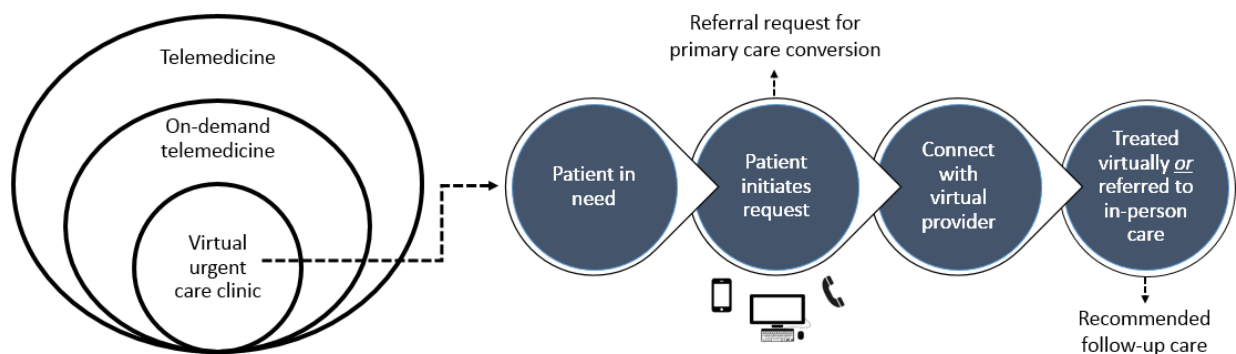 Telemedicine
On-demand
telemedicine
Virtual
urgent
care clinic
Referral request for
primary care conversion
Patient in
need
Patient
initiates
request
Connect
with
virtual
provider
Treated
virtually or
referred to
in-person
care
Recommended
follow-up care